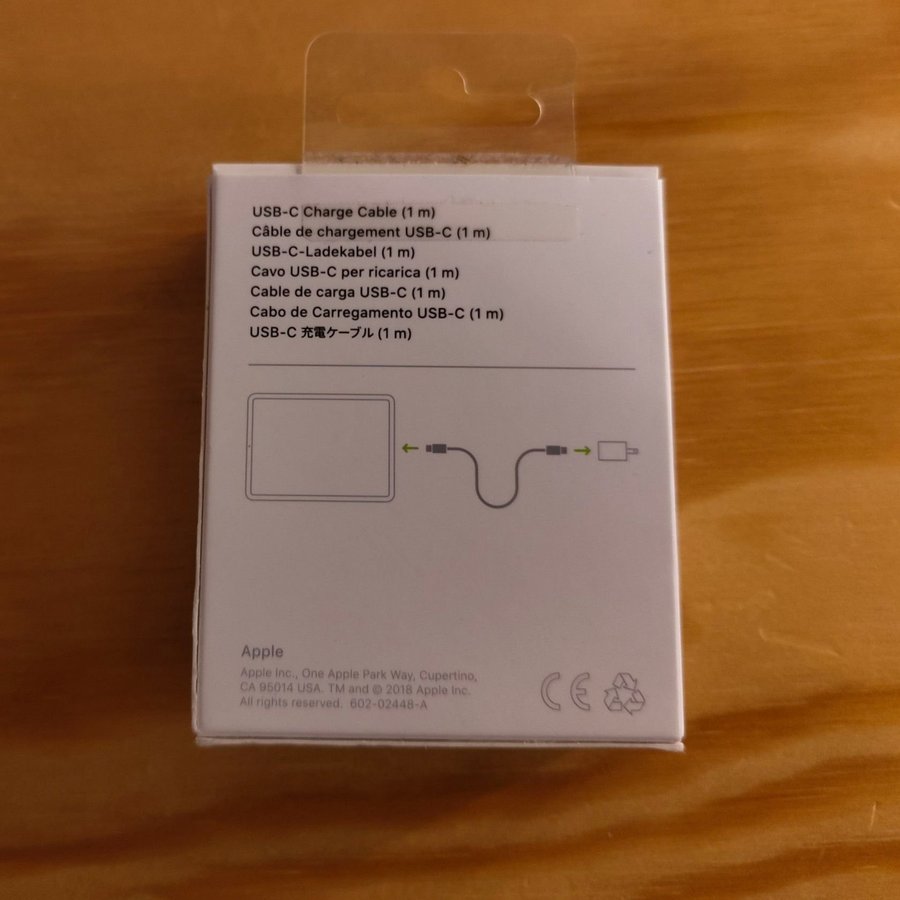 USB-C Charge Cable (1 m)
Câble de chargement USB-C (1 m)
USB-C-Ladekabel (1 m)
Cavo USB-C per ricarica (1 m)
Cable de carga USB-C (1 m)
Cabo de Carregamento USB-C (1 m)
USB-C 充電ケーブル (1 m)
Apple
Apple Inc., One Apple Park Way, Cupertino,
CA 95014 USA. TM and © 2018 Apple Inc.
All rights reserved. 602-02448-A
CE